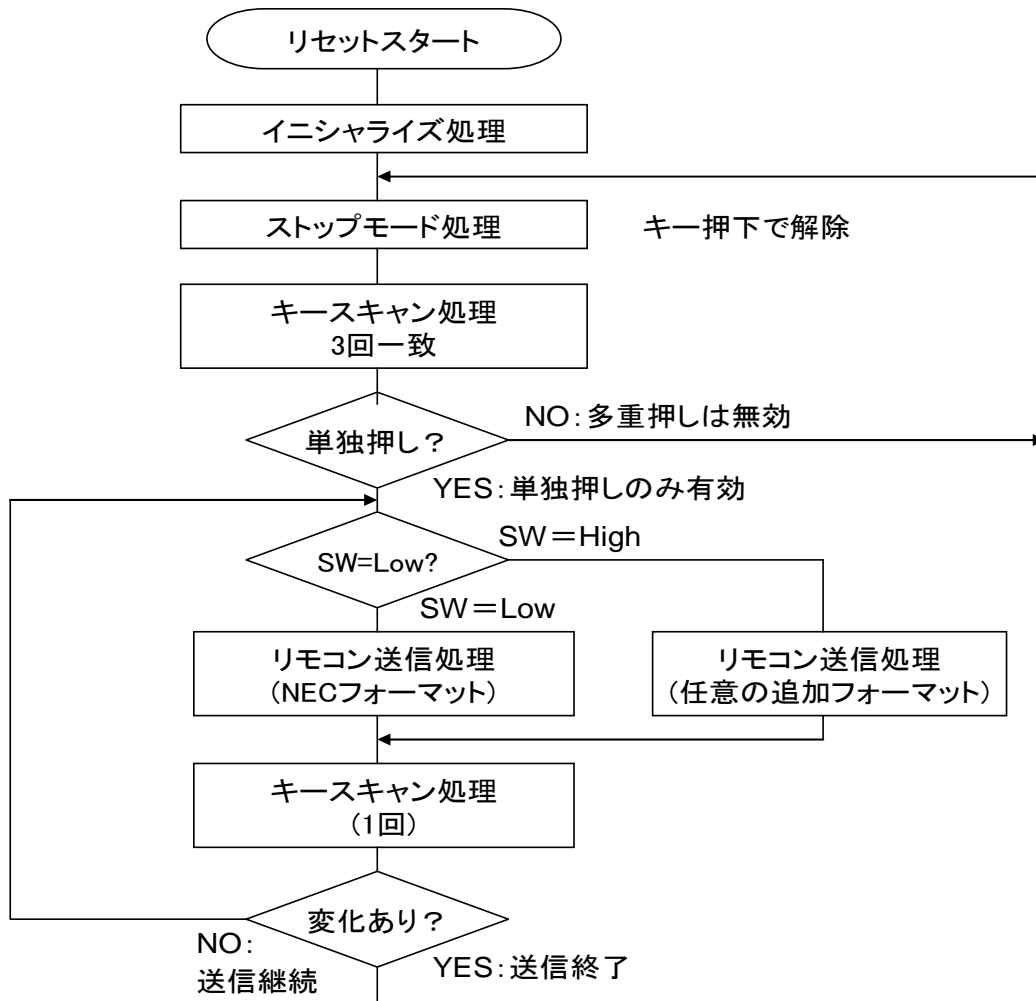 リセットスタート
イニシャライズ処理
ストップモード処理
キー押下で解除
キースキャン処理
3回一致
単独押し？
NO：多重押しは無効
YES：単独押しのみ有効
SW=Low?
SW＝High
SW＝Low
リモコン送信処理
（NECフォーマット）
リモコン送信処理
（任意の追加フォーマット）
キースキャン処理
（1回）
変化あり？
NO：
送信継続
YES：送信終了